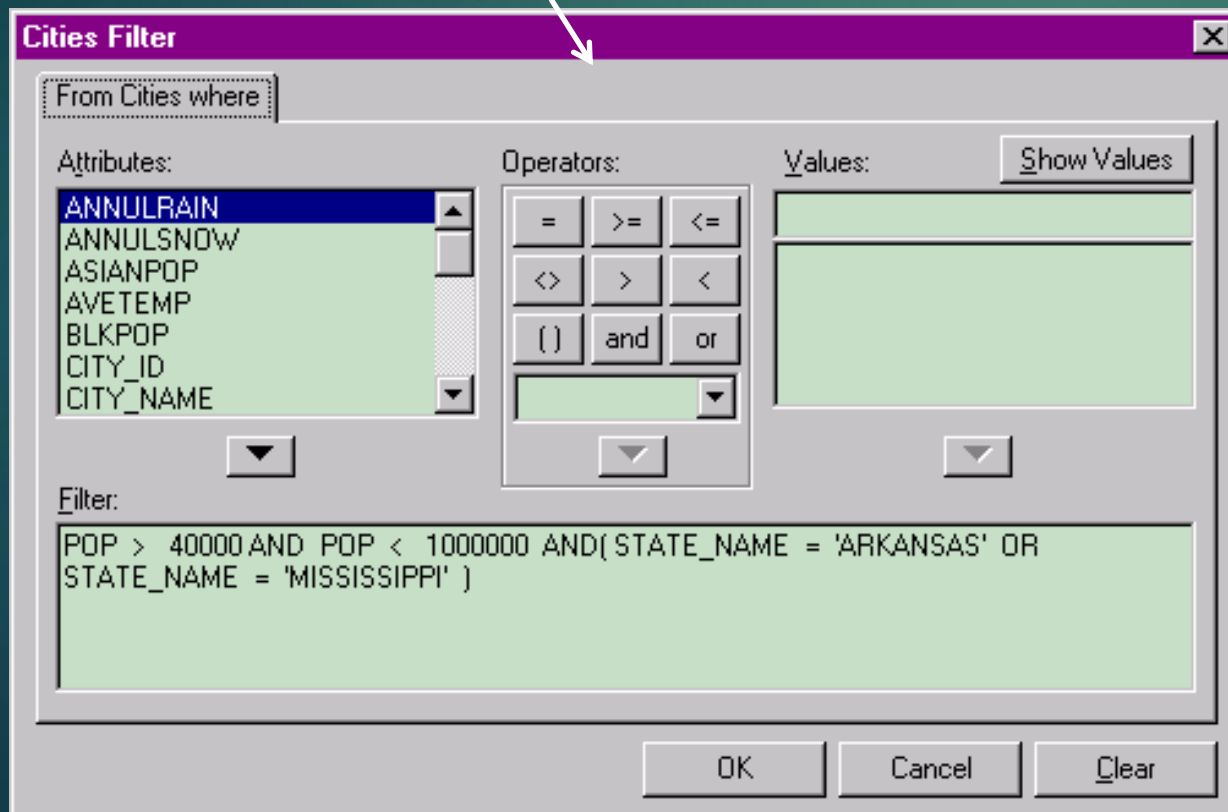 Cities Filter
From Cities where
Attributes:
Operators:
Values:
Show Values
ANNULRAIN
ANNULSNOW
ASIANPOP
AVETEMP
BLKPOP
CITY_ID
CITY_NAME
= >= <=
<> > <
() and or
Filter:
POP > 40000 AND POP < 1000000 AND( STATE_NAME = 'ARKANSAS' OR
STATE_NAME = 'MISSISSIPPI' )
OK
Cancel
Clear